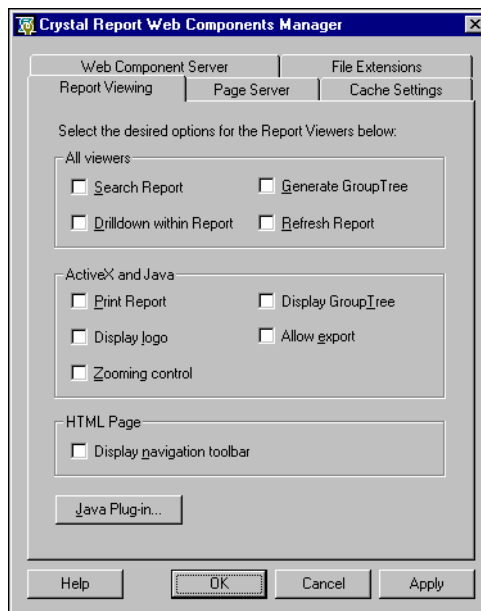 Crystal Report Web Components Manager
Web Component Server File Extensions
Report Viewing Page Server Cache Settings
Select the desired options for the Report Viewers below:
All viewers
Search Report Generate GroupTree
Drilldown within Report Refresh Report
ActiveX and Java
Print Report Display GroupTree
Display logo Allow export
Zooming control
HTML Page
Display navigation toolbar
Java Plug-in...
Help OK Cancel Apply